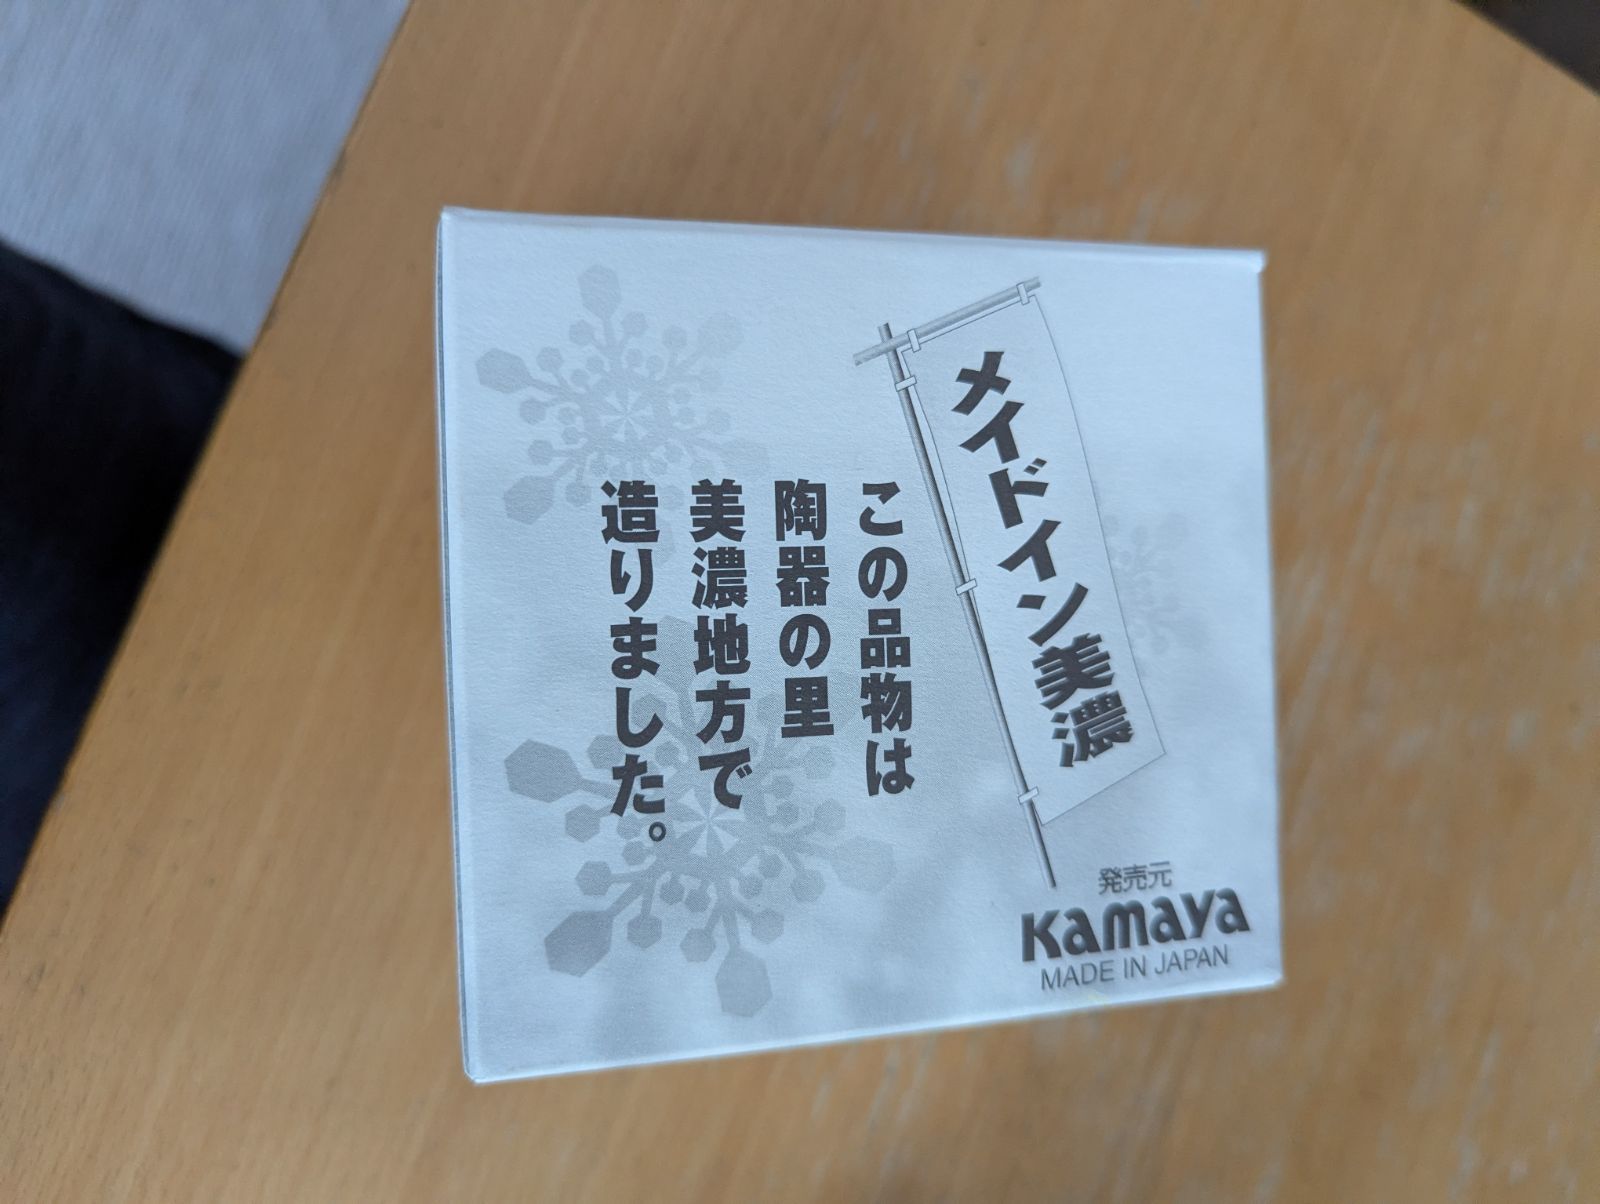 メイドイン美濃
この品物は
陶器の里
美濃地方で
造りました。
発売元
Kamaya
MADE IN JAPAN